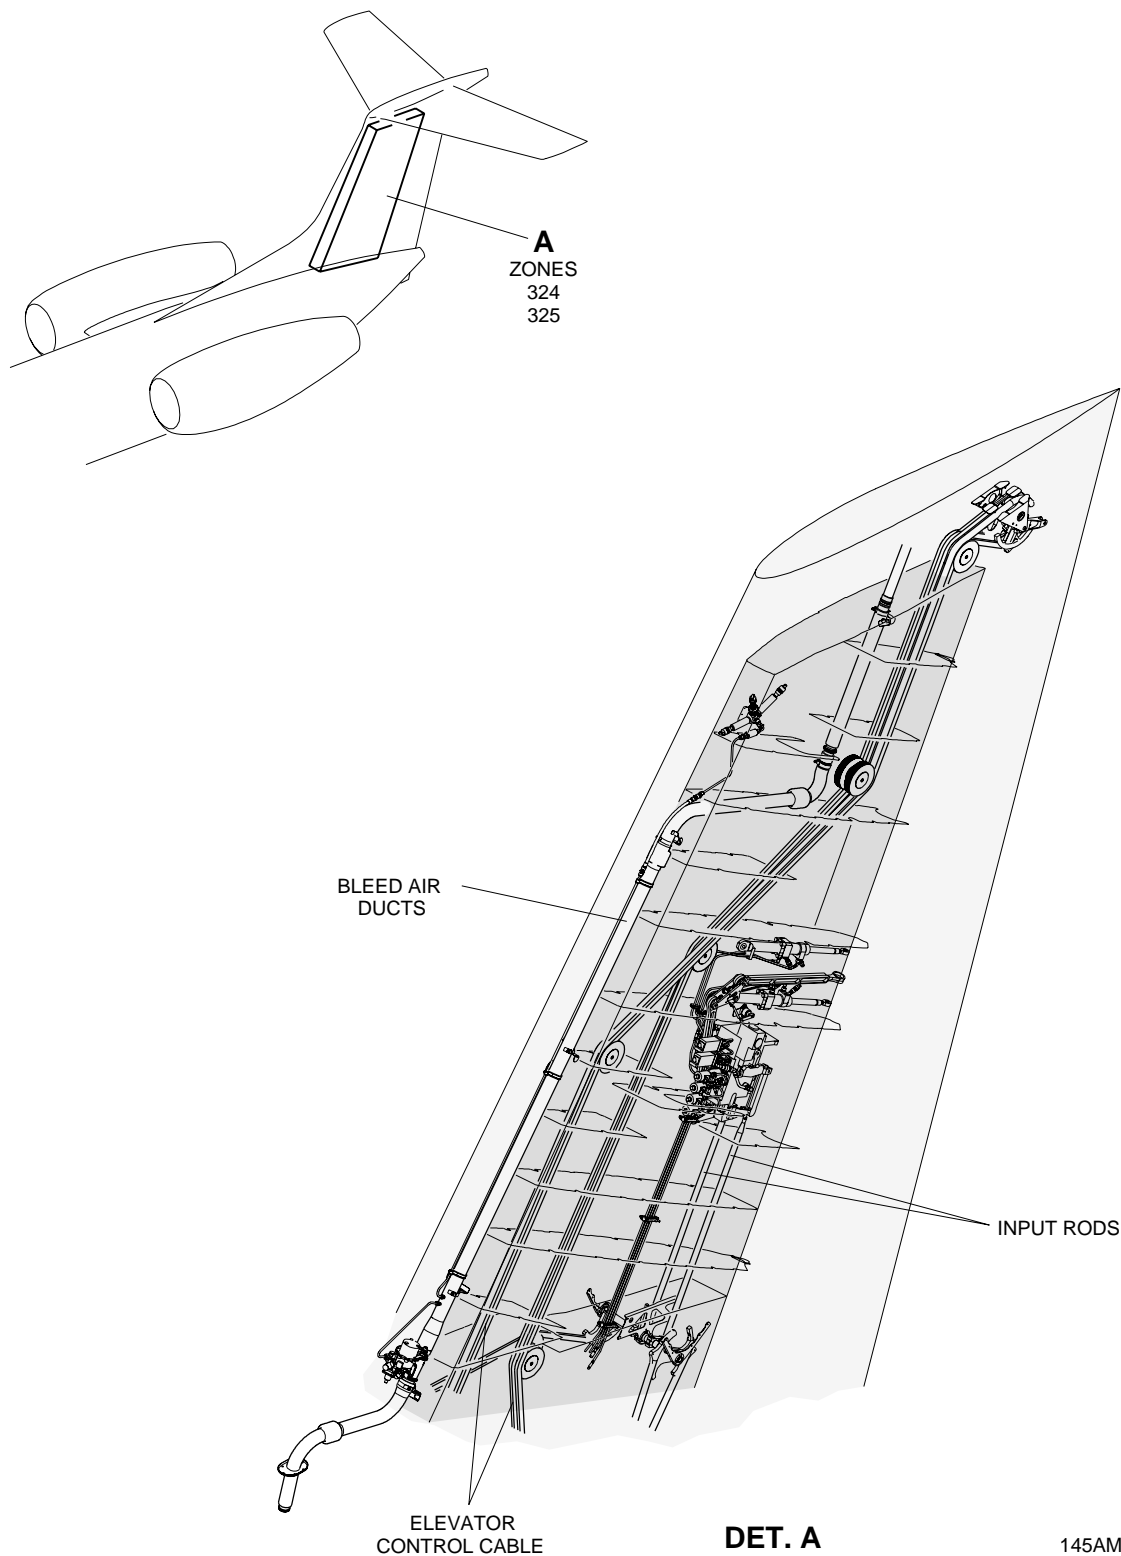 A
ZONES
324
325
BLEED AIR
DUCTS
INPUT RODS
ELEVATOR
CONTROL CABLE
DET. A
145AM